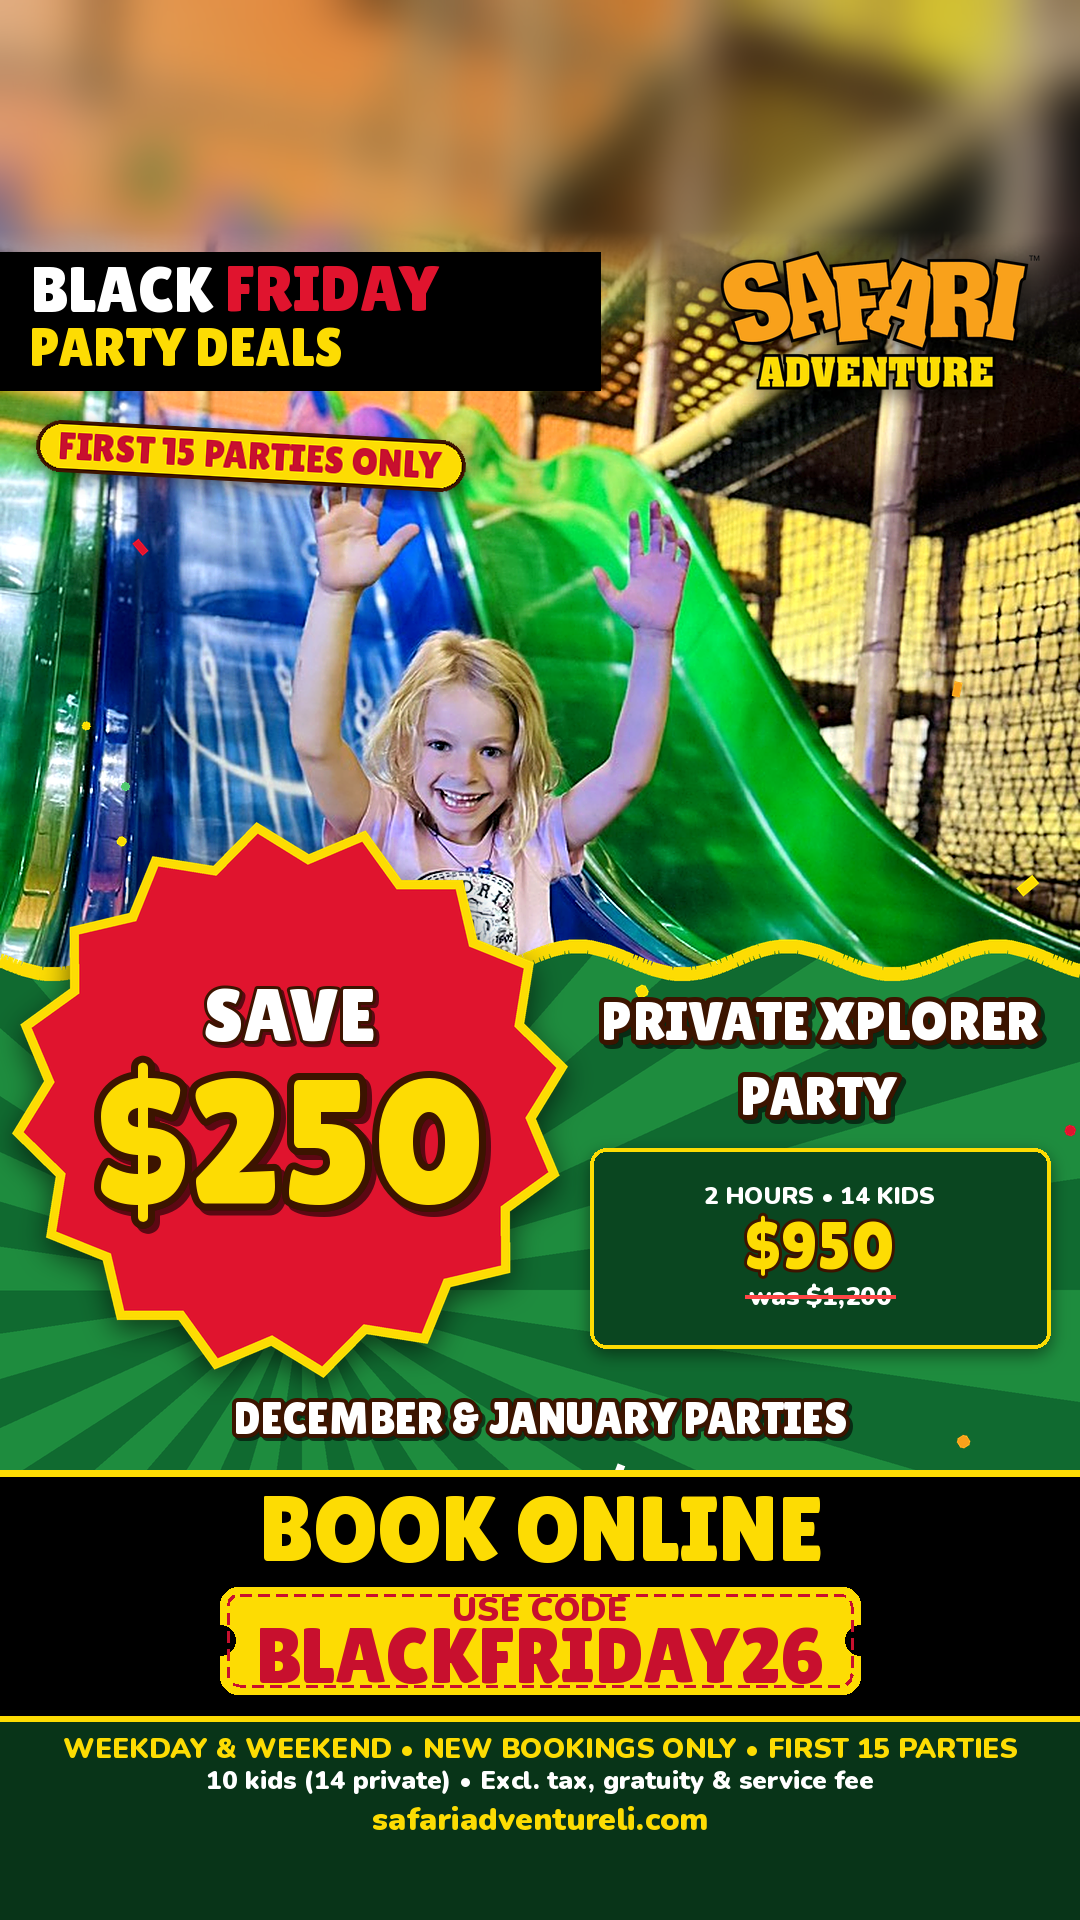 BLACK FRIDAY
PARTY DEALS
SAFARI™
ADVENTURE
FIRST 15 PARTIES ONLY
SAVE
$250
PRIVATE XPLORER
PARTY
2 HOURS • 14 KIDS
$950
was $1,200
DECEMBER & JANUARY PARTIES
BOOK ONLINE
USE CODE
BLACKFRIDAY26
WEEKDAY & WEEKEND • NEW BOOKINGS ONLY • FIRST 15 PARTIES
10 kids (14 private) • Excl. tax, gratuity & service fee
safariadventureli.com